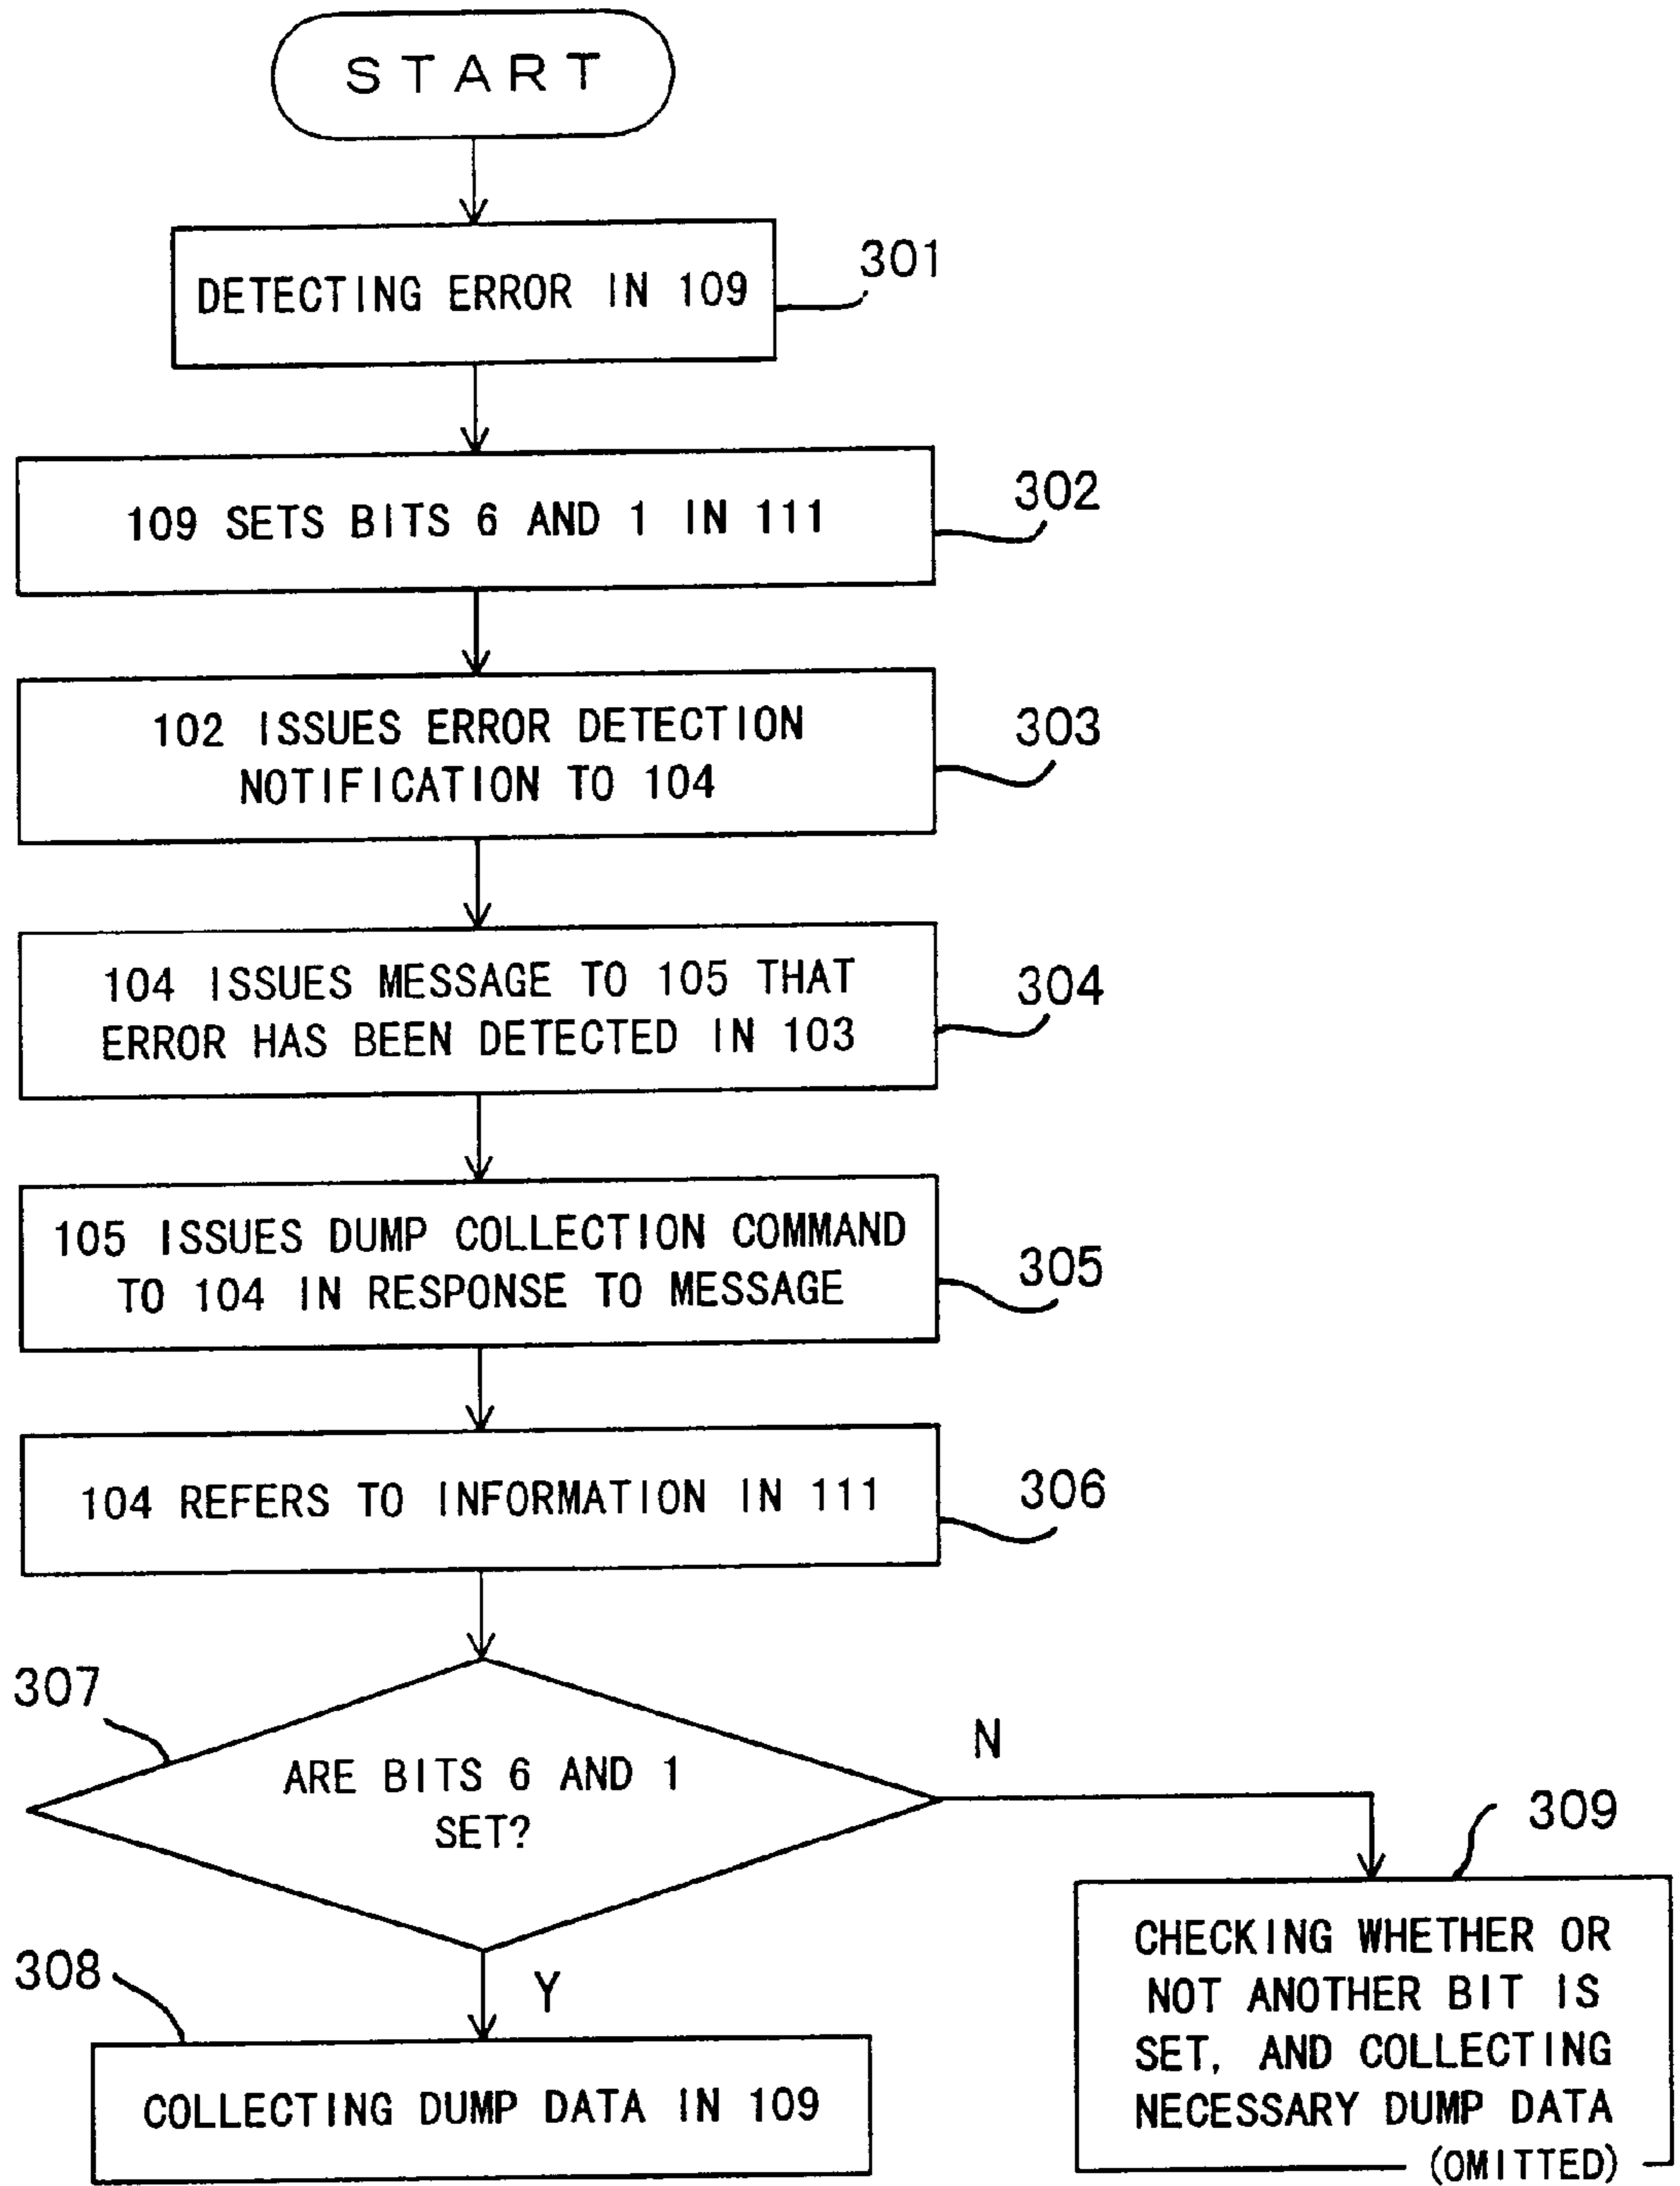 START
DETECTING ERROR IN 109
301
109 SETS BITS 6 AND 1 IN 111
302
102 ISSUES ERROR DETECTION
NOTIFICATION TO 104
303
104 ISSUES MESSAGE TO 105 THAT
ERROR HAS BEEN DETECTED IN 103
304
105 ISSUES DUMP COLLECTION COMMAND
TO 104 IN RESPONSE TO MESSAGE
305
104 REFERS TO INFORMATION IN 111
306
307
ARE BITS 6 AND 1
SET?
N
Y
308
COLLECTING DUMP DATA IN 109
309
CHECKING WHETHER OR
NOT ANOTHER BIT IS
SET, AND COLLECTING
NECESSARY DUMP DATA
(OMITTED)